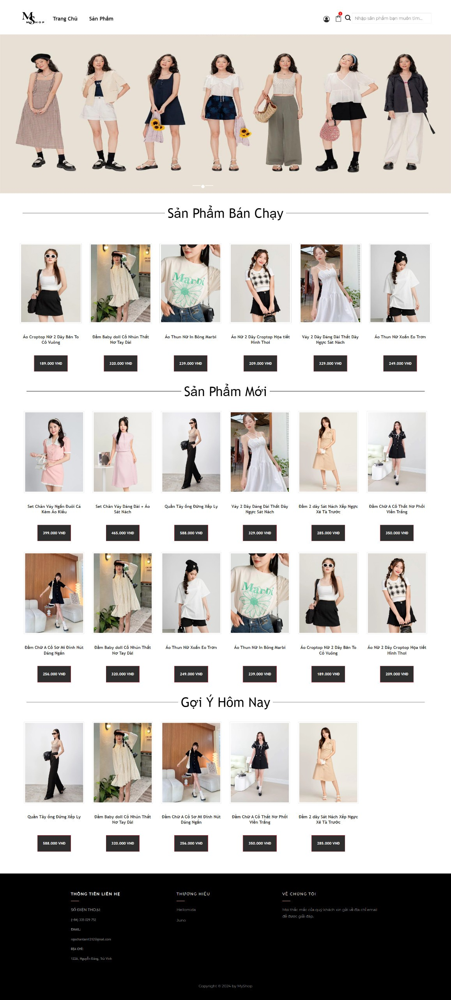 MS
MYSHOP
Trang Chủ
Sản Phẩm
3
Nhập sản phẩm bạn muốn tìm...
Sản Phẩm Bán Chạy
Marbi
Áo Croptop Nữ 2 Dây Bản To
Cổ Vuông
Đầm Baby doll Cổ Nhún Thắt
Nơ Tay Dài
Áo Thun Nữ In Bông Marbi
Áo Nữ 2 Dây Croptop Họa tiết
Hình Thoi
Váy 2 Dây Dáng Dài Thắt Dây
Ngực Sát Nách
Áo Thun Nữ Xoắn Eo Trơn
189.000 VNĐ
320.000 VNĐ
239.000 VNĐ
209.000 VNĐ
329.000 VNĐ
249.000 VNĐ
Sản Phẩm Mới
Set Chân Váy Ngắn Đuôi Cá
Kèm Áo Kiểu
Set Chân Váy Dáng Dài + Áo
Sát Nách
Quần Tây ống Đứng Xếp Ly
Váy 2 Dây Dáng Dài Thắt Dây
Ngực Sát Nách
Đầm 2 dây Sát Nách Xếp Ngực
Xẻ Tà Trước
Đầm Chữ A Cổ Thắt Nơ Phối
Viền Trắng
399.000 VNĐ
465.000 VNĐ
588.000 VNĐ
329.000 VNĐ
285.000 VNĐ
350.000 VNĐ
Marbi
Đầm Chữ A Cổ Sơ Mi Đính Nút
Dáng Ngắn
Đầm Baby doll Cổ Nhún Thắt
Nơ Tay Dài
Áo Thun Nữ Xoắn Eo Trơn
Áo Thun Nữ In Bông Marbi
Áo Croptop Nữ 2 Dây Bản To
Cổ Vuông
Áo Nữ 2 Dây Croptop Họa tiết
Hình Thoi
256.000 VNĐ
320.000 VNĐ
249.000 VNĐ
239.000 VNĐ
189.000 VNĐ
209.000 VNĐ
Gợi Ý Hôm Nay
Quần Tây ống Đứng Xếp Ly
Đầm Baby doll Cổ Nhún Thắt
Nơ Tay Dài
Đầm Chữ A Cổ Sơ Mi Đính Nút
Dáng Ngắn
Đầm Chữ A Cổ Thắt Nơ Phối
Viền Trắng
Đầm 2 dây Sát Nách Xếp Ngực
Xẻ Tà Trước
588.000 VNĐ
320.000 VNĐ
256.000 VNĐ
350.000 VNĐ
285.000 VNĐ
THÔNG TIÊN LIÊN HỆ
SỐ ĐIỆN THOẠI:
(+84) 335 029 752
EMAIL:
ngochanlam1212@gmal.com
ĐỊA CHỈ:
122A, Nguyễn Đáng, Trà Vinh
THƯƠNG HIỆU
Hellomida
Juno
VỀ CHÚNG TÔI
Mọi thắc mắc của quý khách xin gửi về địa chỉ email
để được giải đáp.
Copyright © 2024 by MyShop